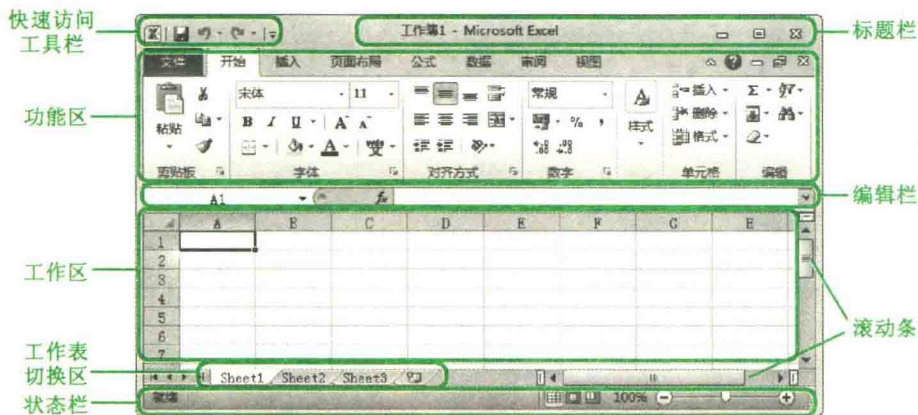 快速访问
工具栏
工作簿1 - Microsoft Excel
标题栏
文件 开始 插入 页面布局 公式 数据 审阅 视图
功能区
粘贴
宋体 11
B I U A A
A
常规
% ,
样式
插入
删除
格式
Σ
剪贴板 字体 对齐方式 数字 单元格 编辑
A1 fx
编辑栏
A B C D E F G H
1
2
3
4
5
6
7
工作区
滚动条
工作表
切换区
Sheet1 Sheet2 Sheet3
状态栏
就绪 100%